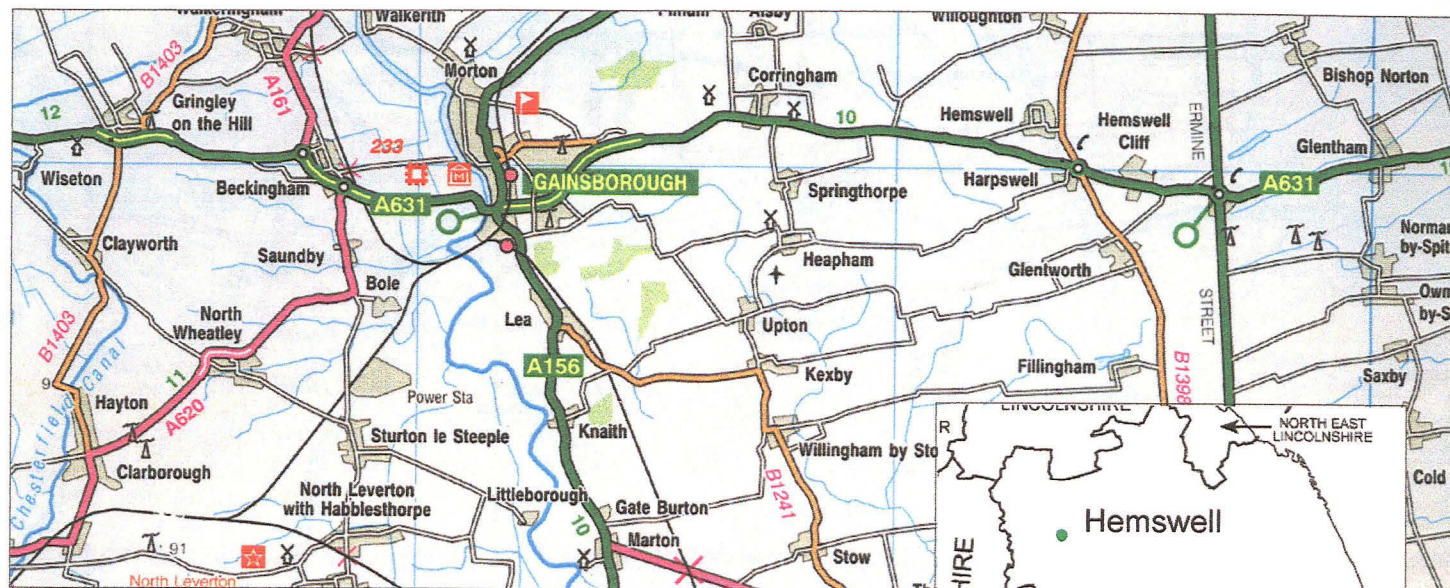 Walkerith
Willoughton
B1403
Morton
Corringham
Bishop Norton
12
Gringley
on the Hill
A161
10
Hemswell
Hemswell
Cliff
ERMINE
Glentham
233
Wiseton
Beckingham
GAINSBOROUGH
Springthorpe
Harpswell
A631
A631
Clayworth
Saundby
Heapham
Glentworth
Bole
STREET
North
Wheatley
Lea
Upton
B1403
A156
Kexby
Fillingham
B1398
Saxby
9
11
Hayton
A620
Power Sta
Chesterfield Canal
Sturton le Steeple
Knaith
Clarborough
Willingham by Sto
R
LINCOLNSHIRE
NORTH EAST
LINCOLNSHIRE
Cold
North Leverton
with Habblesthorpe
Littleborough
Gate Burton
B1241
Hemswell
10
Marton
Stow
91
North Leverton
HIRE